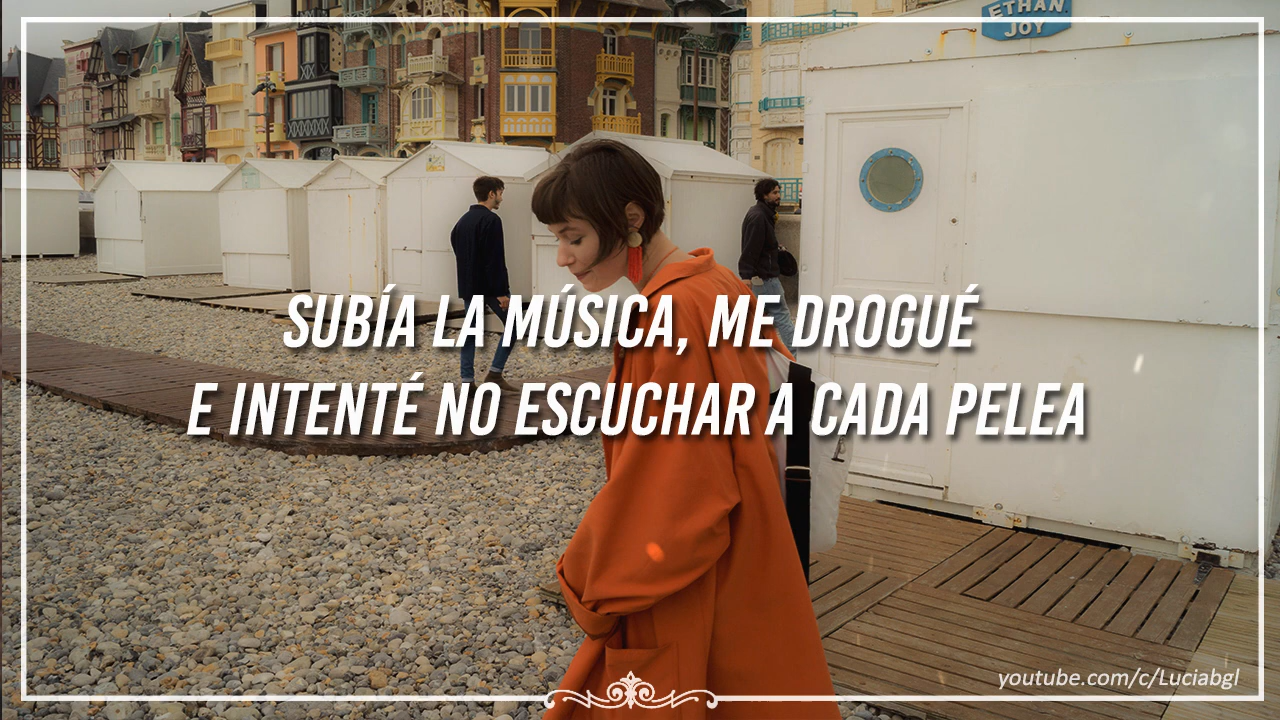 ETHAN
JOY
SUBÍA LA MÚSICA, ME DROGUÉ
E INTENTÉ NO ESCUCHAR A CADA PELEA
youtube.com/c/Luciabgl